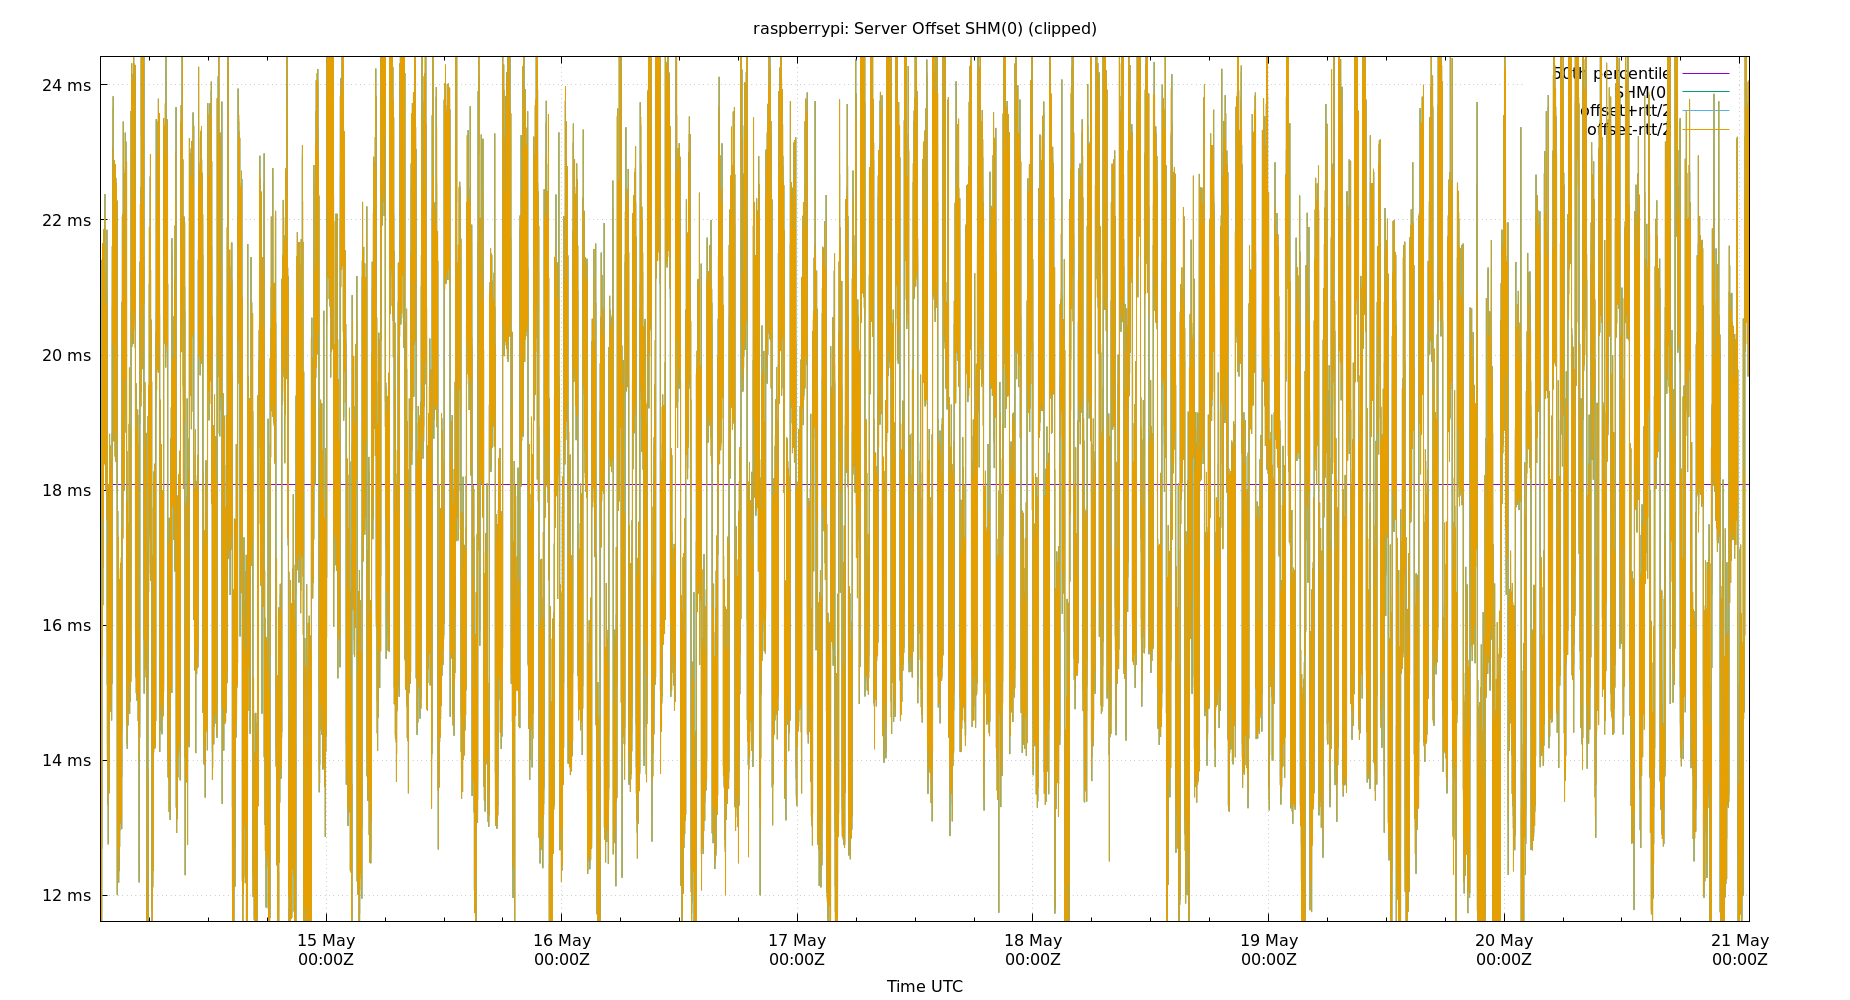 raspberrypi: Server Offset SHM(0) (clipped)
24 ms
22 ms
20 ms
18 ms
16 ms
14 ms
12 ms
50th percentile
SHM(0)
offset+rtt/2
offset-rtt/2
15 May
00:00Z
16 May
00:00Z
17 May
00:00Z
18 May
00:00Z
19 May
00:00Z
20 May
00:00Z
21 May
00:00Z
Time UTC